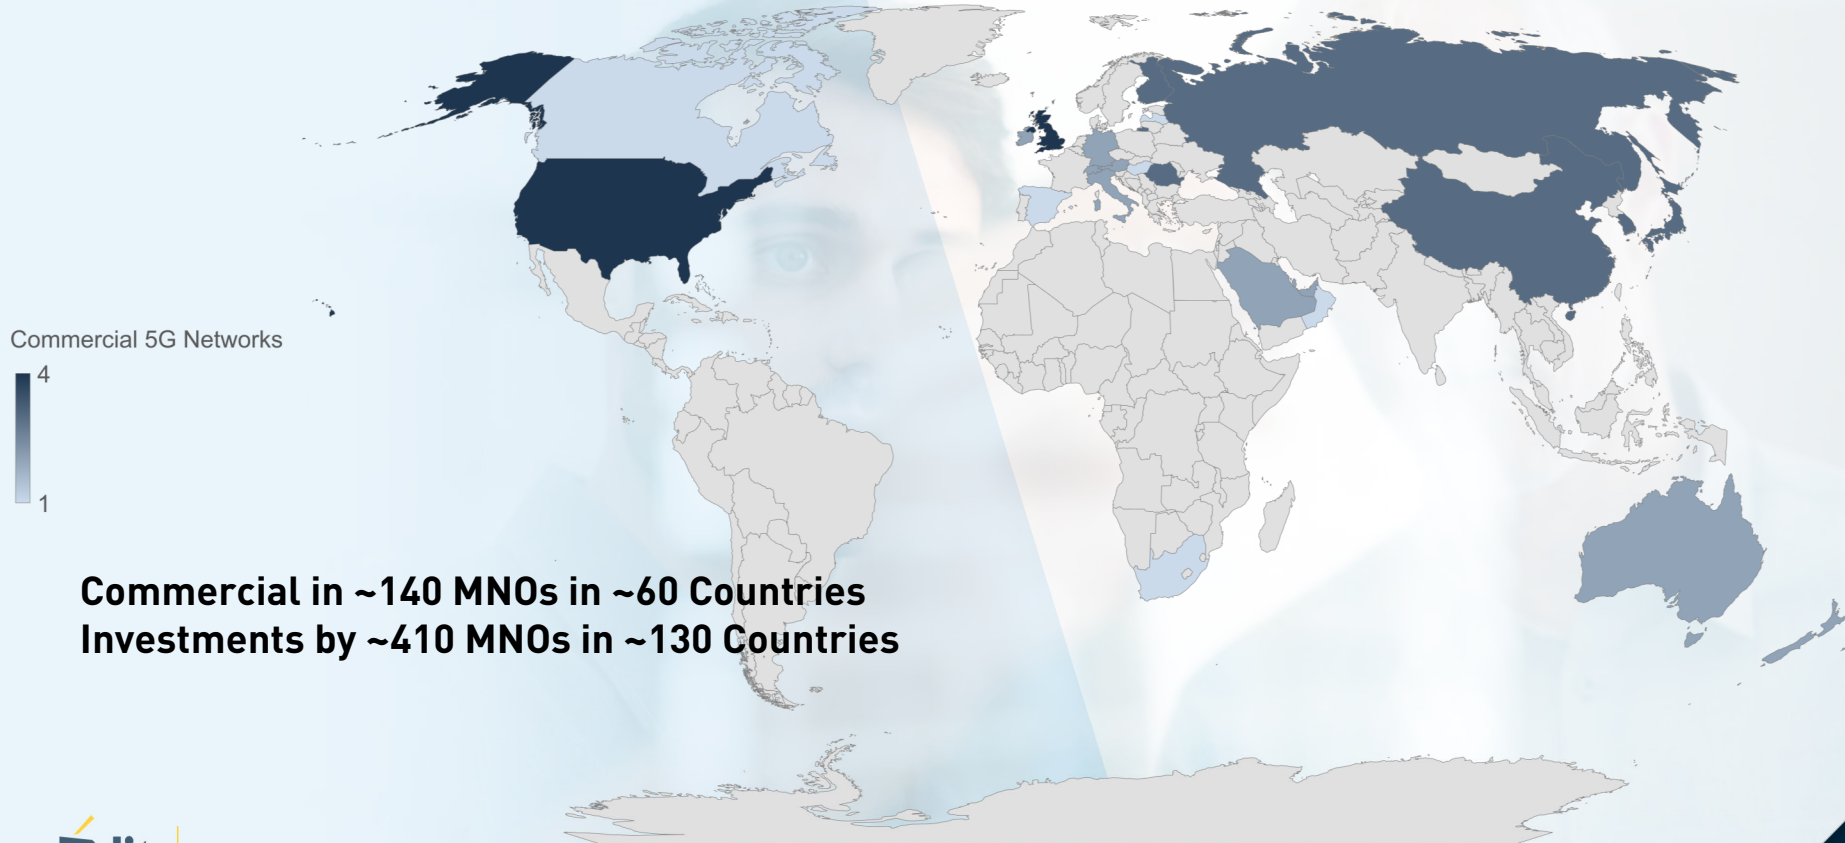 Commercial 5G Networks
4
1
Commercial in ~140 MNOs in ~60 Countries
Investments by ~410 MNOs in ~130 Countries